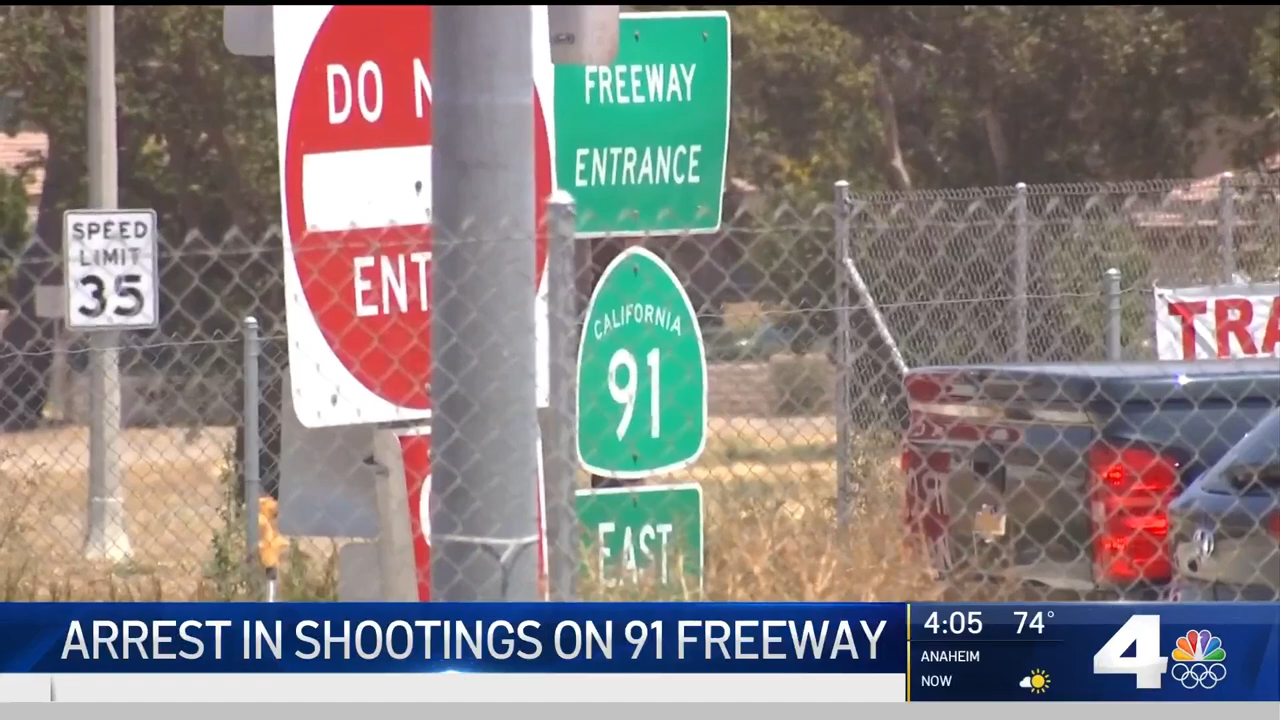 DO N
ENT
FREEWAY
ENTRANCE
SPEED
LIMIT
35
CALIFORNIA
91
EAST
TRA
ARREST IN SHOOTINGS ON 91 FREEWAY
4:05 74°
ANAHEIM
NOW
4